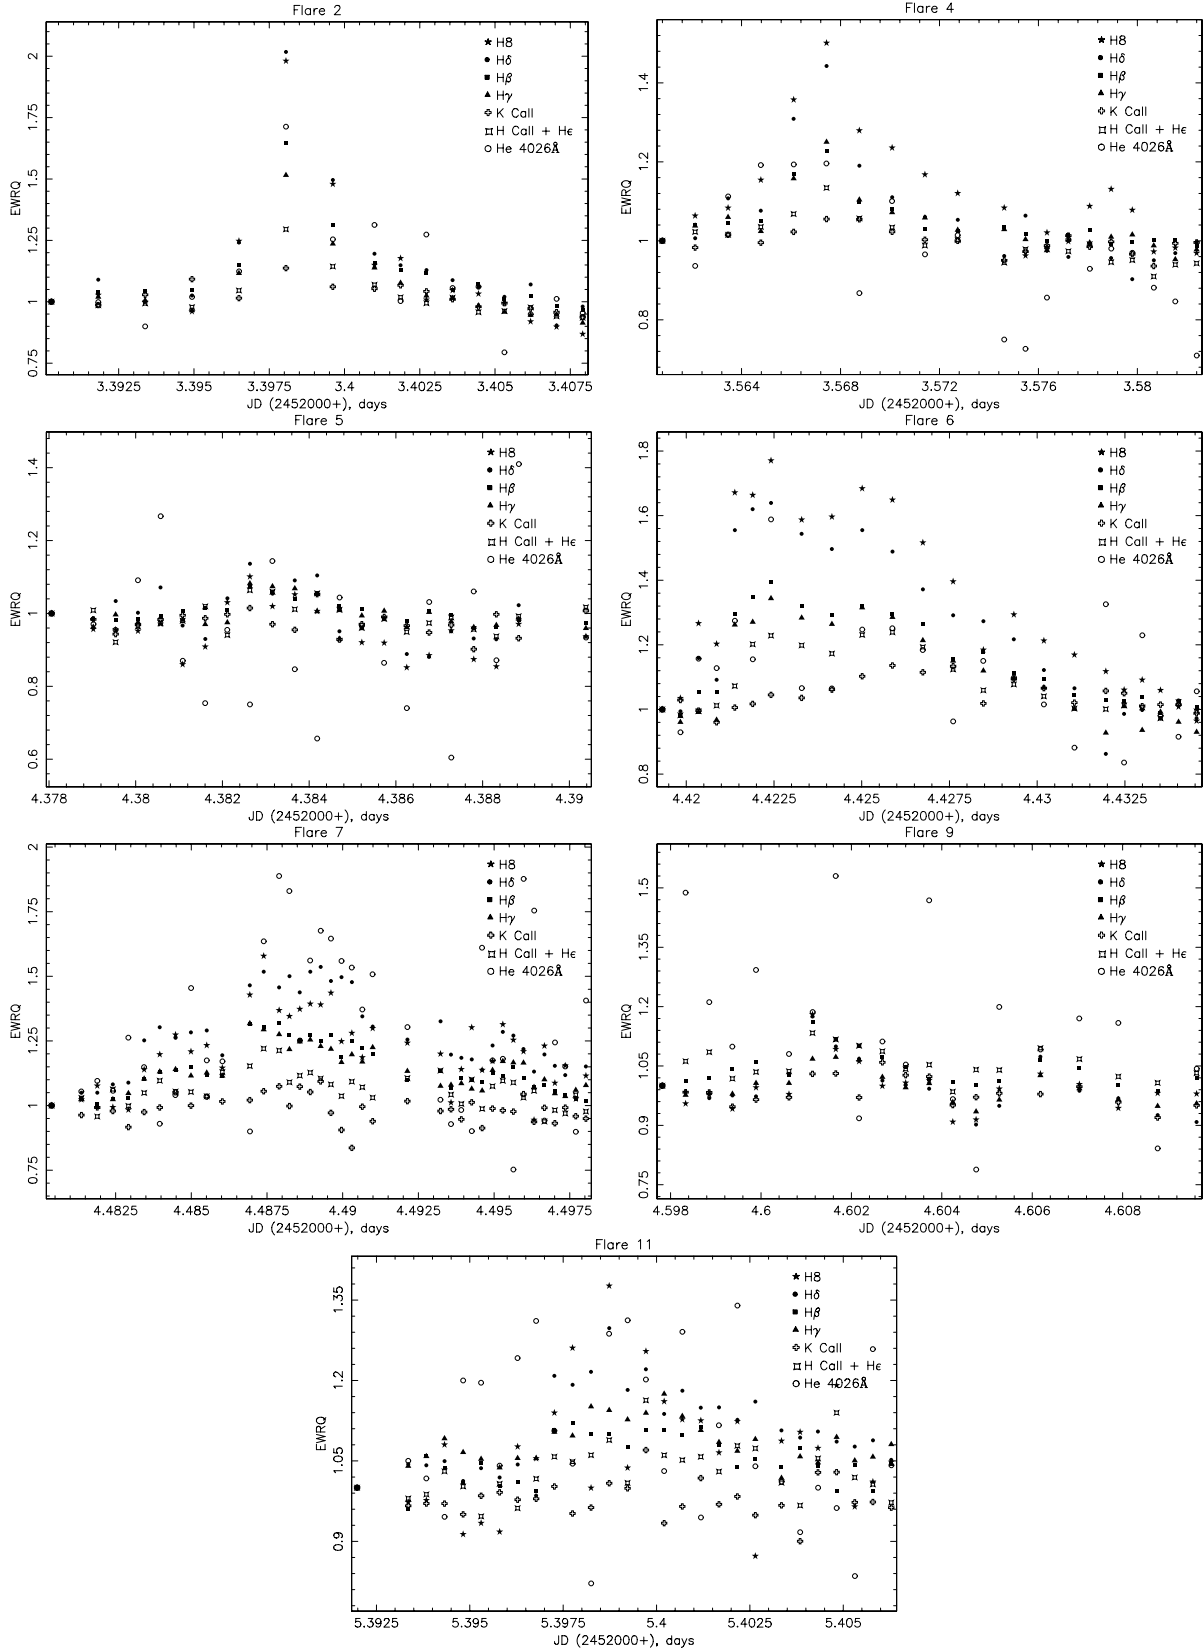 Flare 2
2
1.75
1.5
1.25
1
0.75
EWRQ
H8
Hδ
Hβ
Hγ
K CaII
H CaII + Hε
He 4026Å
3.3925 3.395 3.3975 3.4 3.4025 3.405 3.4075
JD (2452000+), days
Flare 4
1.4
1.2
1
0.8
EWRQ
H8
Hδ
Hβ
Hγ
K CaII
H CaII + Hε
He 4026Å
3.564 3.568 3.572 3.576 3.58
JD (2452000+), days
Flare 5
1.4
1.2
1
0.8
0.6
EWRQ
H8
Hδ
Hβ
Hγ
K CaII
H CaII + Hε
He 4026Å
4.378 4.38 4.382 4.384 4.386 4.388 4.39
JD (2452000+), days
Flare 6
1.8
1.6
1.4
1.2
1
0.8
EWRQ
H8
Hδ
Hβ
Hγ
K CaII
H CaII + Hε
He 4026Å
4.42 4.4225 4.425 4.4275 4.43 4.4325
JD (2452000+), days
Flare 7
2
1.75
1.5
1.25
1
0.75
EWRQ
H8
Hδ
Hβ
Hγ
K CaII
H CaII + Hε
He 4026Å
4.4825 4.485 4.4875 4.49 4.4925 4.495 4.4975
JD (2452000+), days
Flare 9
1.5
1.35
1.2
1.05
0.9
0.75
EWRQ
H8
Hδ
Hβ
Hγ
K CaII
H CaII + Hε
He 4026Å
4.598 4.6 4.602 4.604 4.606 4.608
JD (2452000+), days
Flare 11
1.35
1.2
1.05
0.9
EWRQ
H8
Hδ
Hβ
Hγ
K CaII
H CaII + Hε
He 4026Å
5.3925 5.395 5.3975 5.4 5.4025 5.405
JD (2452000+), days